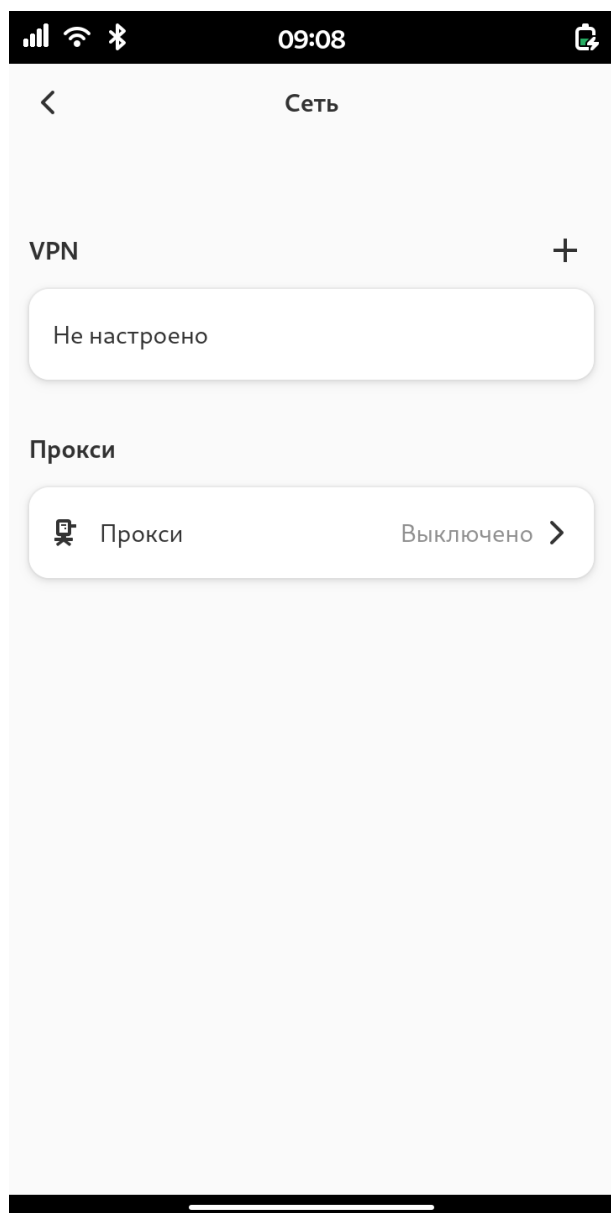 09:08
Сеть
VPN
Не настроено
Прокси
Прокси Выключено